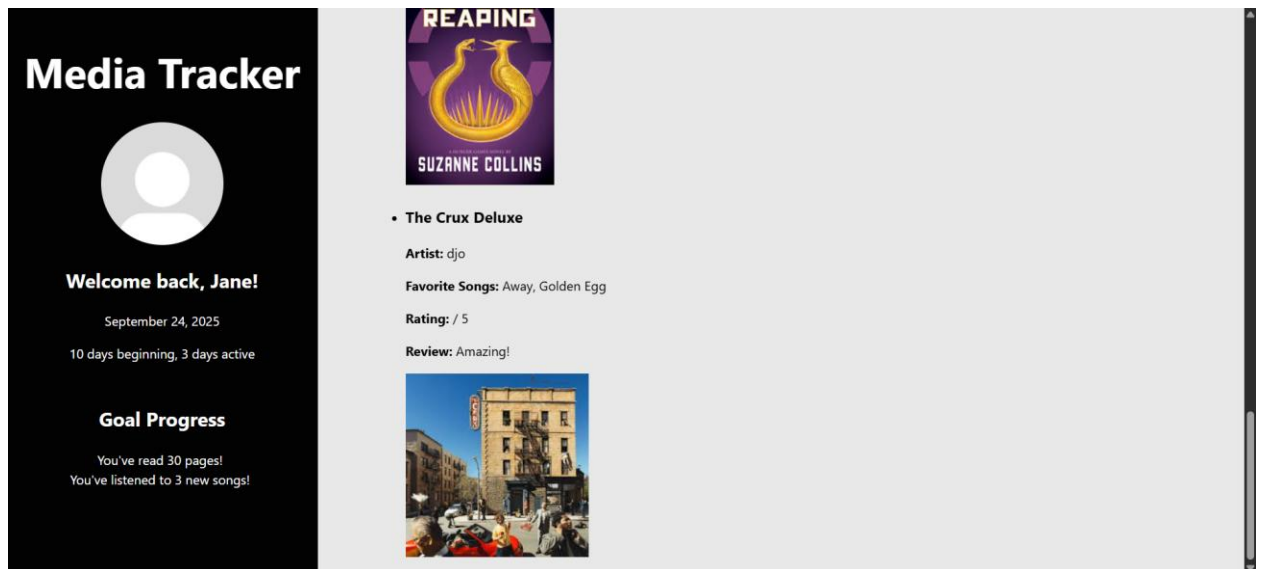 Media Tracker
Welcome back, Jane!
September 24, 2025
10 days beginning, 3 days active
Goal Progress
You've read 30 pages!
You've listened to 3 new songs!
REAPING
SUZANNE COLLINS
The Crux Deluxe
Artist: djo
Favorite Songs: Away, Golden Egg
Rating: / 5
Review: Amazing!